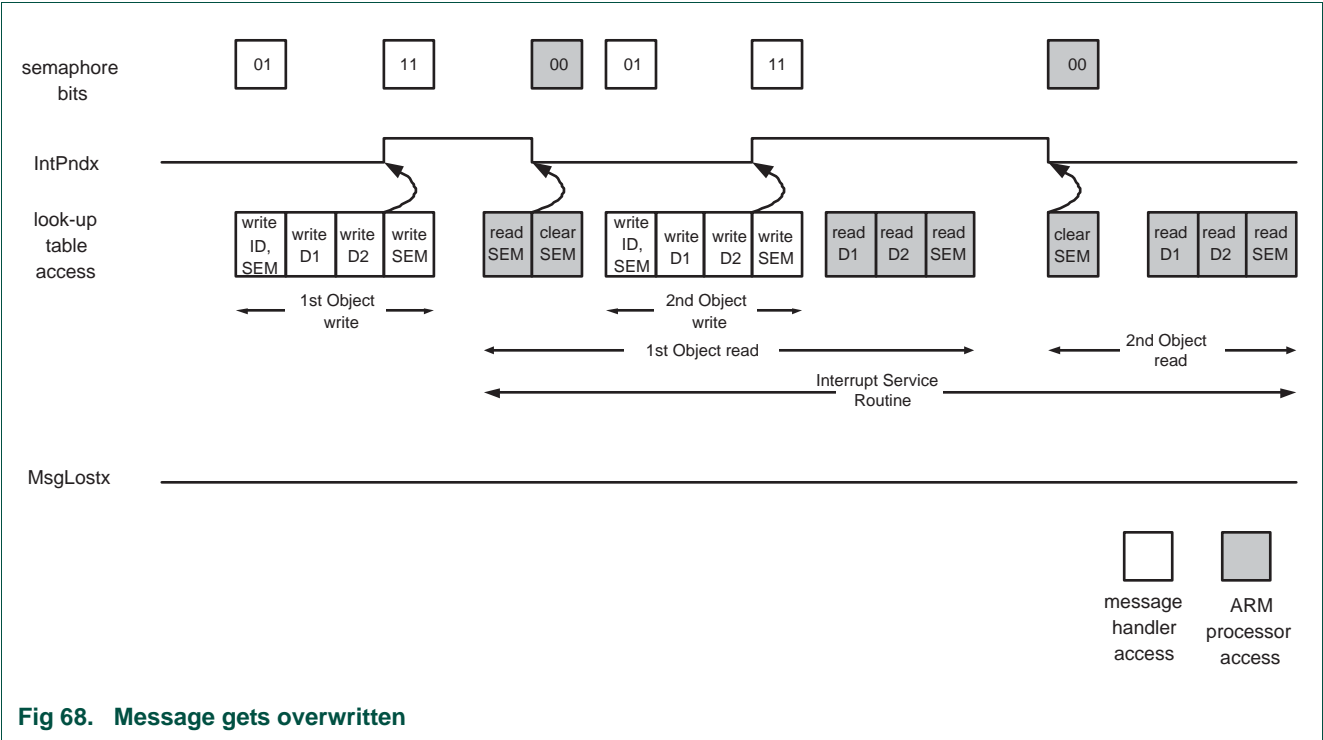 semaphore
bits
01
11
00
01
11
00
IntPndx
look-up
table
access
write
ID,
SEM
write
D1
write
D2
write
SEM
read
SEM
clear
SEM
write
ID,
SEM
write
D1
write
D2
write
SEM
read
D1
read
D2
read
SEM
clear
SEM
read
D1
read
D2
read
SEM
1st Object
write
2nd Object
write
1st Object read
2nd Object
read
Interrupt Service
Routine
MsgLostx
message
handler
access
ARM
processor
access
Fig 68. Message gets overwritten